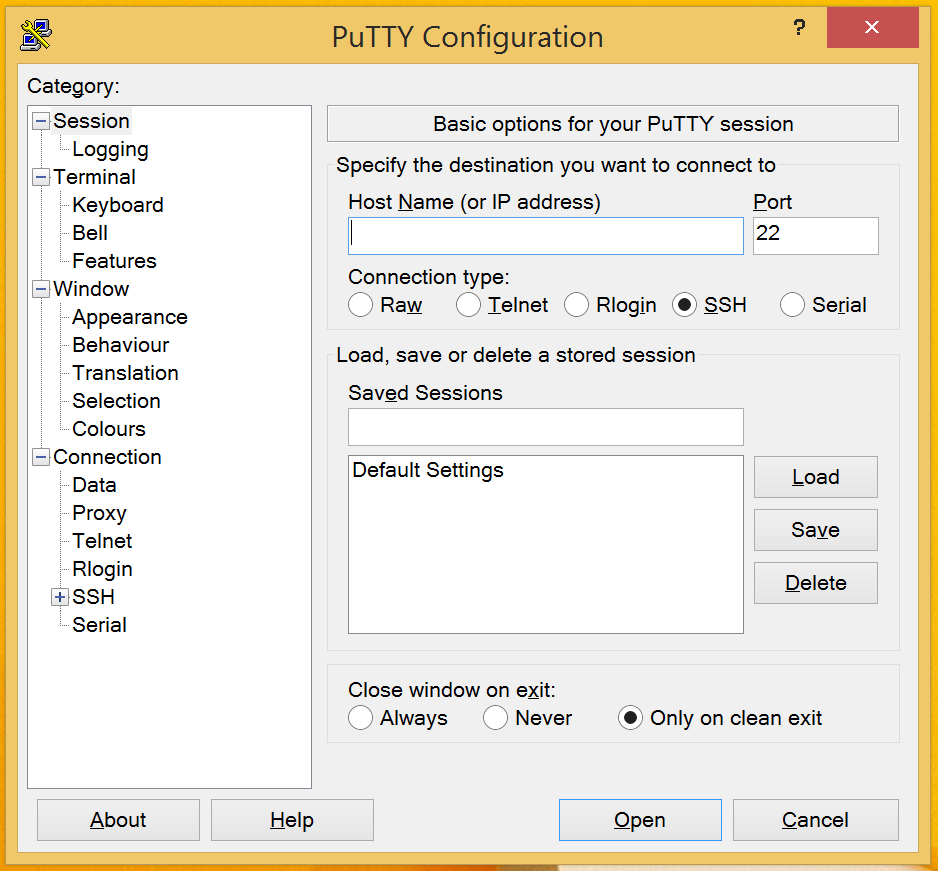 PuTTY Configuration
?
Category:
Session
Logging
Terminal
Keyboard
Bell
Features
Window
Appearance
Behaviour
Translation
Selection
Colours
Connection
Data
Proxy
Telnet
Rlogin
SSH
Serial
Basic options for your PuTTY session
Specify the destination you want to connect to
Host Name (or IP address) Port
22
Connection type:
Raw Telnet Rlogin SSH Serial
Load, save or delete a stored session
Saved Sessions
Default Settings
Load
Save
Delete
Close window on exit:
Always Never Only on clean exit
About Help Open Cancel